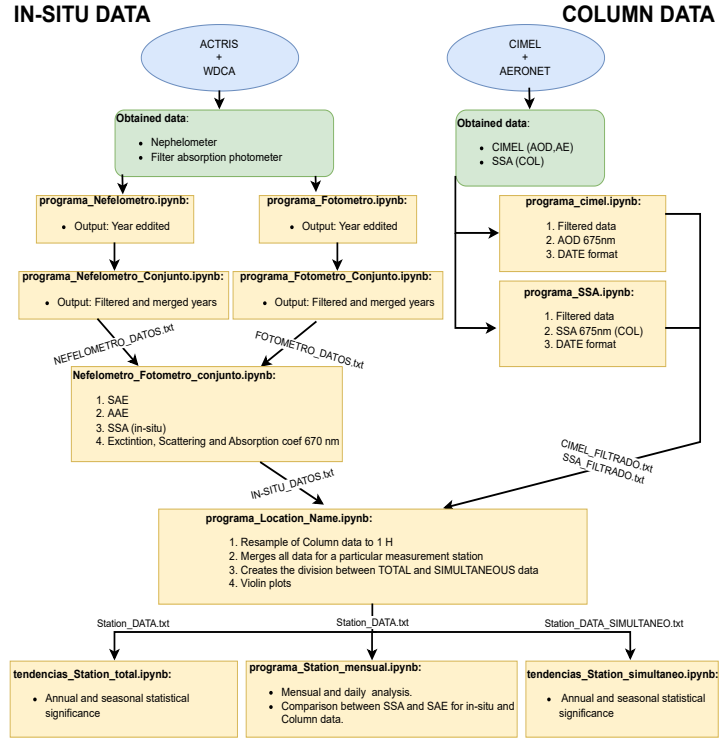 IN-SITU DATA
COLUMN DATA
ACTRIS
+
WDCA
CIMEL
+
AERONET
Obtained data:
• Nephelometer
• Filter absorption photometer
Obtained data:
• CIMEL (AOD,AE)
• SSA (COL)
programa_Nefelometro.ipynb:
• Output: Year eddited
programa_Fotometro.ipynb:
• Output: Year eddited
programa_cimel.ipynb:
1. Filtered data
2. AOD 675nm
3. DATE format
programa_Nefelometro_Conjunto.ipynb:
• Output: Filtered and merged years
programa_Fotometro_Conjunto.ipynb:
• Output: Filtered and merged years
programa_SSA.ipynb:
1. Filtered data
2. SSA 675nm (COL)
3. DATE format
NEFELOMETRO_DATOS.txt
FOTOMETRO_DATOS.txt
Nefelometro_Fotometro_conjunto.ipynb:
1. SAE
2. AAE
3. SSA (in-situ)
4. Exctintion, Scattering and Absorption coef 670 nm
CIMEL_FILTRADO.txt
SSA_FILTRADO.txt
IN-SITU_DATOS.txt
programa_Location_Name.ipynb:
1. Resample of Column data to 1 H
2. Merges all data for a particular measurement station
3. Creates the division between TOTAL and SIMULTANEOUS data
4. Violin plots
Station_DATA.txt
Station_DATA.txt
Station_DATA_SIMULTANEO.txt
tendencias_Station_total.ipynb:
• Annual and seasonal statistical
significance
programa_Station_mensual.ipynb:
• Mensual and daily analysis.
• Comparison between SSA and SAE for in-situ and
Column data.
tendencias_Station_simultaneo.ipynb:
• Annual and seasonal statistical
significance